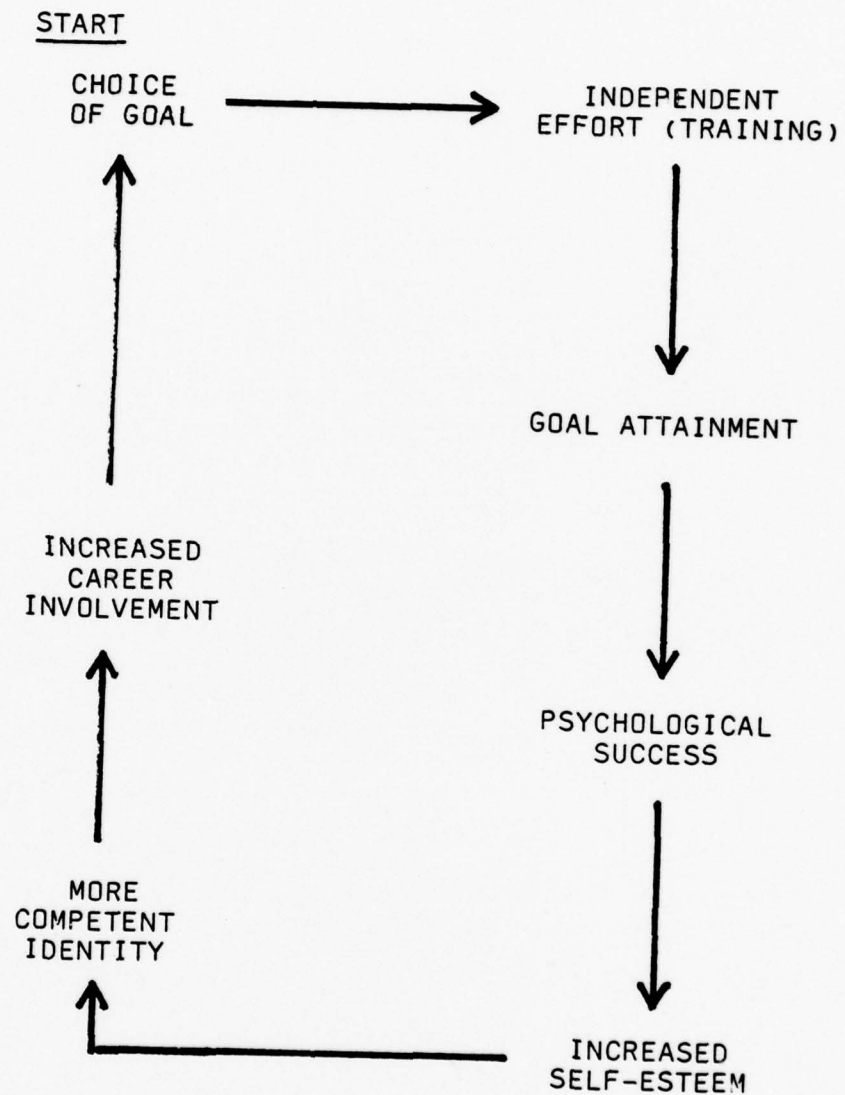 START
CHOICE
OF GOAL
INDEPENDENT
EFFORT (TRAINING)
GOAL ATTAINMENT
PSYCHOLOGICAL
SUCCESS
INCREASED
SELF-ESTEEM
MORE
COMPETENT
IDENTITY
INCREASED
CAREER
INVOLVEMENT